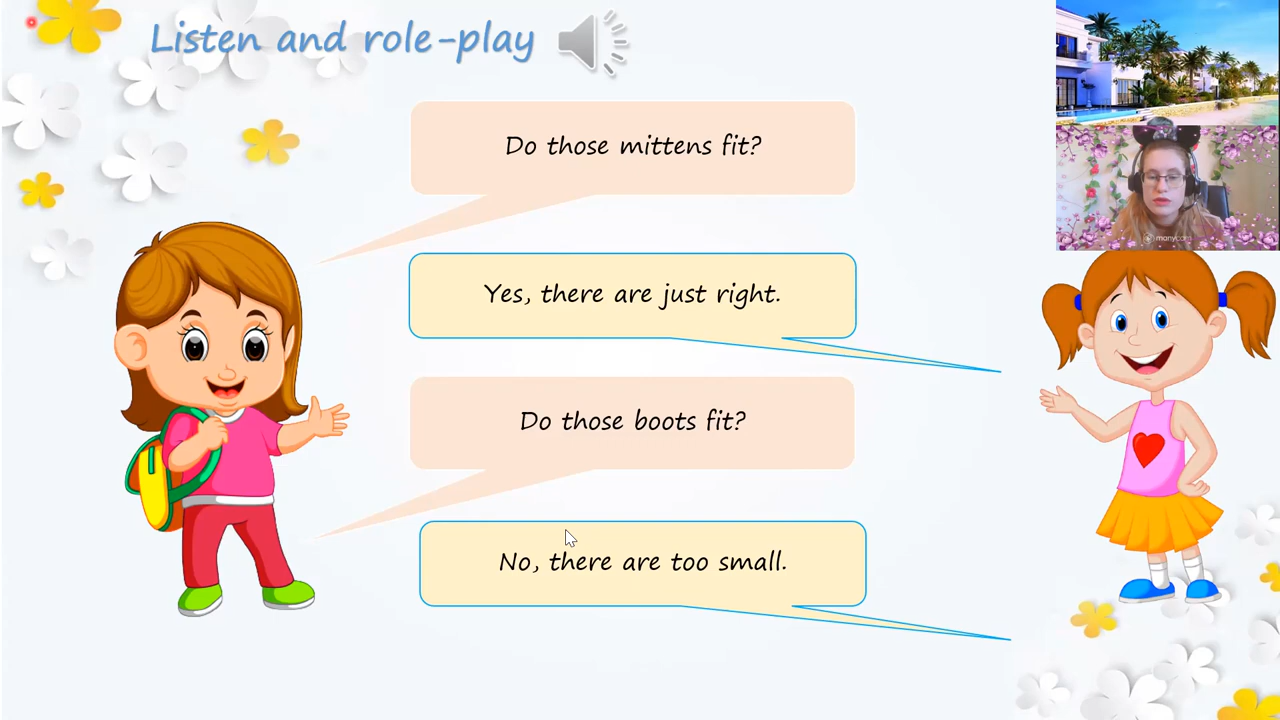 Listen and role-play
Do those mittens fit?
Yes, there are just right.
Do those boots fit?
No, there are too small.
manycam